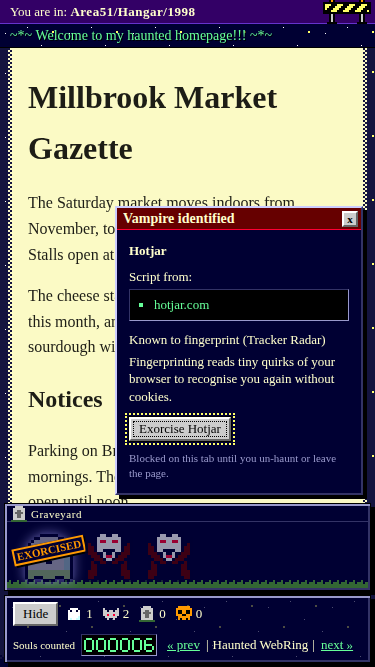 You are in: Area51/Hangar/1998
~*~ Welcome to my haunted homepage!!! ~*~
Millbrook Market
Gazette
The Saturday market moves indoors from
November, to
Stalls open at
The cheese st
this month, an
sourdough wi
Notices
Parking on Br
mornings. The
open until noon
Vampire identified
x
Hotjar
Script from:
hotjar.com
Known to fingerprint (Tracker Radar)
Fingerprinting reads tiny quirks of your
browser to recognise you again without
cookies.
Exorcise Hotjar
Blocked on this tab until you un-haunt or leave
the page.
Graveyard
EXORCISED
Hide 1 2 0 0
Souls counted 000006 « prev | Haunted WebRing | next »